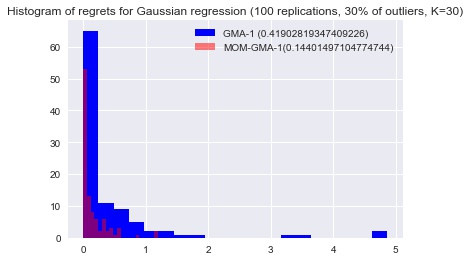 Histogram of regrets for Gaussian regression (100 replications, 30% of outliers, K=30)
GMA-1 (0.41902819347409226)
MOM-GMA-1(0.14401497104774744)
60
50
40
30
20
10
0
0 1 2 3 4 5